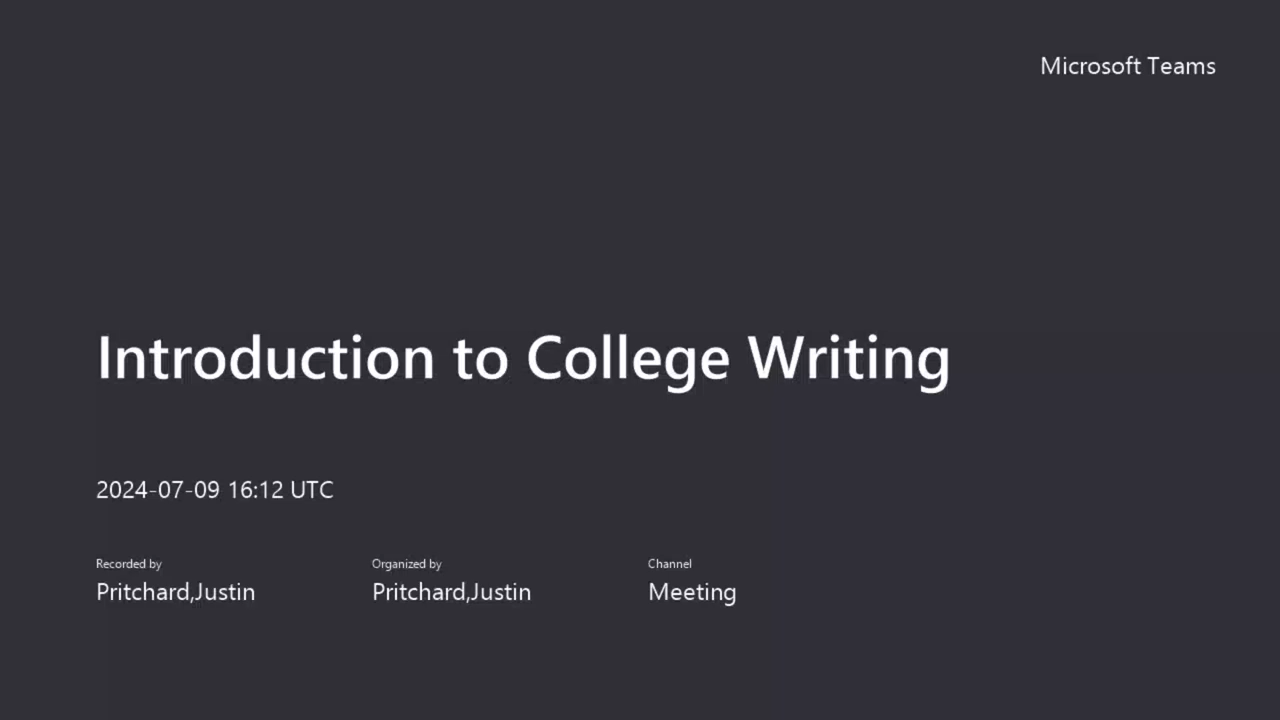 Microsoft Teams
Introduction to College Writing
2024-07-09 16:12 UTC
Recorded by
Organized by
Channel
Pritchard,Justin
Pritchard,Justin
Meeting